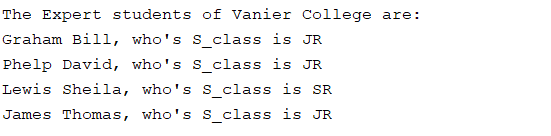 The Expert students of Vanier College are:
Graham Bill, who's S_class is JR
Phelp David, who's S_class is JR
Lewis Sheila, who's S_class is SR
James Thomas, who's S_class is JR